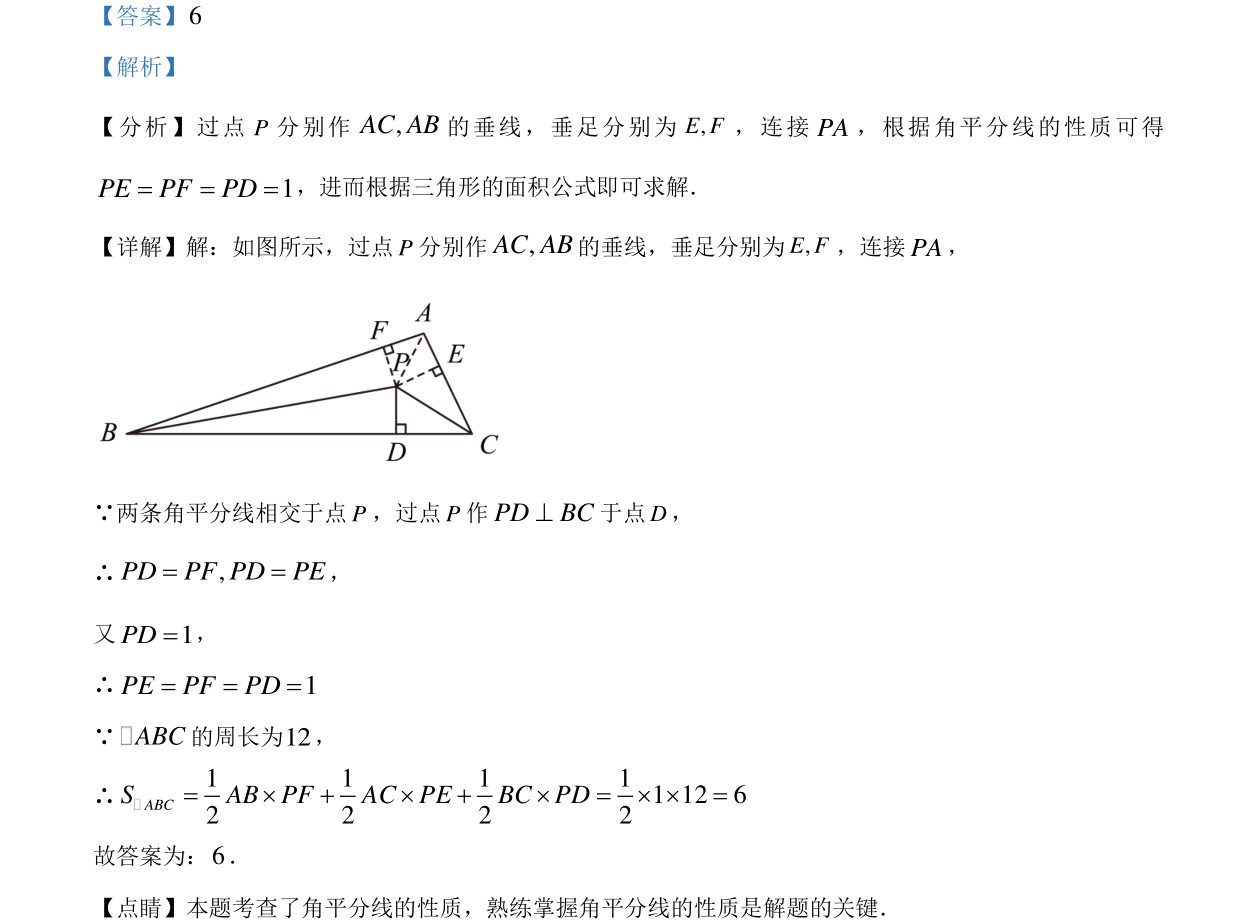 【答案】6
【解析】
【分析】过点 P 分别作 AC, AB 的垂线，垂足分别为 E, F ，连接 PA ，根据角平分线的性质可得
PE = PF = PD =1，进而根据三角形的面积公式即可求解．
【详解】解：如图所示，过点 P 分别作 AC, AB 的垂线，垂足分别为 E, F ，连接 PA ，
A
F
P
E
B
D
C
∵两条角平分线相交于点 P ，过点 P 作 PD ⊥ BC 于点 D ，
∴ PD = PF, PD = PE ，
又 PD =1，
∴ PE = PF = PD =1
∵ □ABC 的周长为12，
∴ S□ABC = 1/2 AB × PF + 1/2 AC × PE + 1/2 BC × PD = 1/2 ×1×12 = 6
故答案为：6．
【点睛】本题考查了角平分线的性质，熟练掌握角平分线的性质是解题的关键．